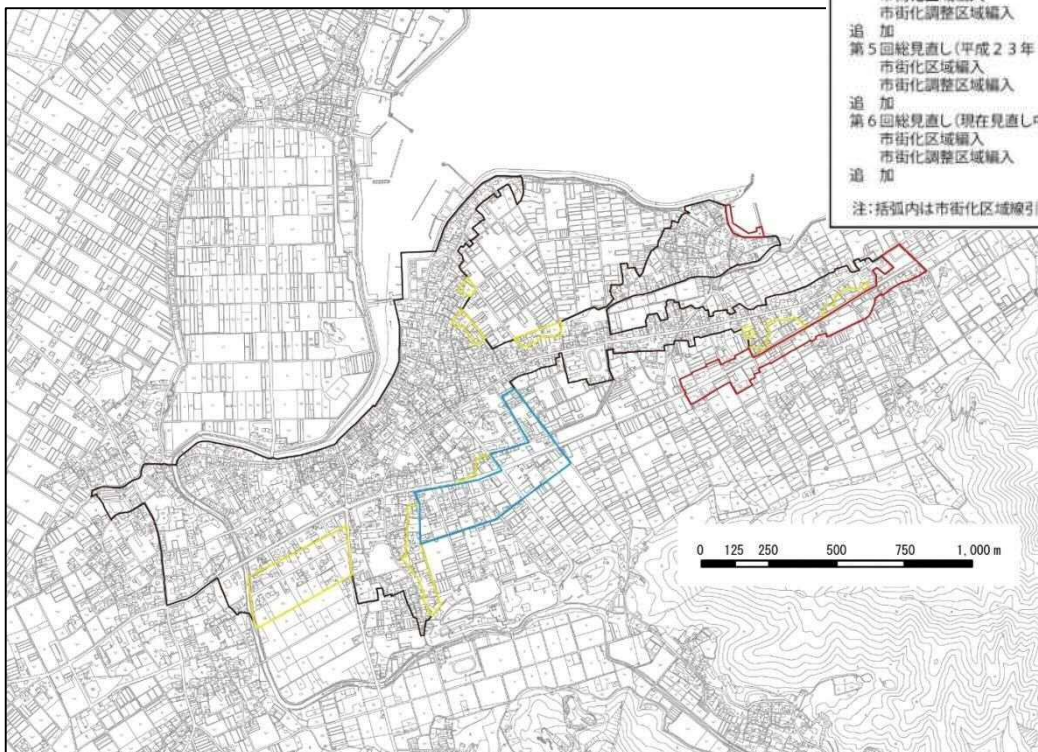 市街化調整区域編入
追 加
第5回総見直し(平成23年
市街化区域編入
市街化調整区域編入
追 加
第6回総見直し(現在見直し中
市街化区域編入
市街化調整区域編入
追 加
注:括弧内は市街化区域線引
0 125 250 500 750 1,000 m